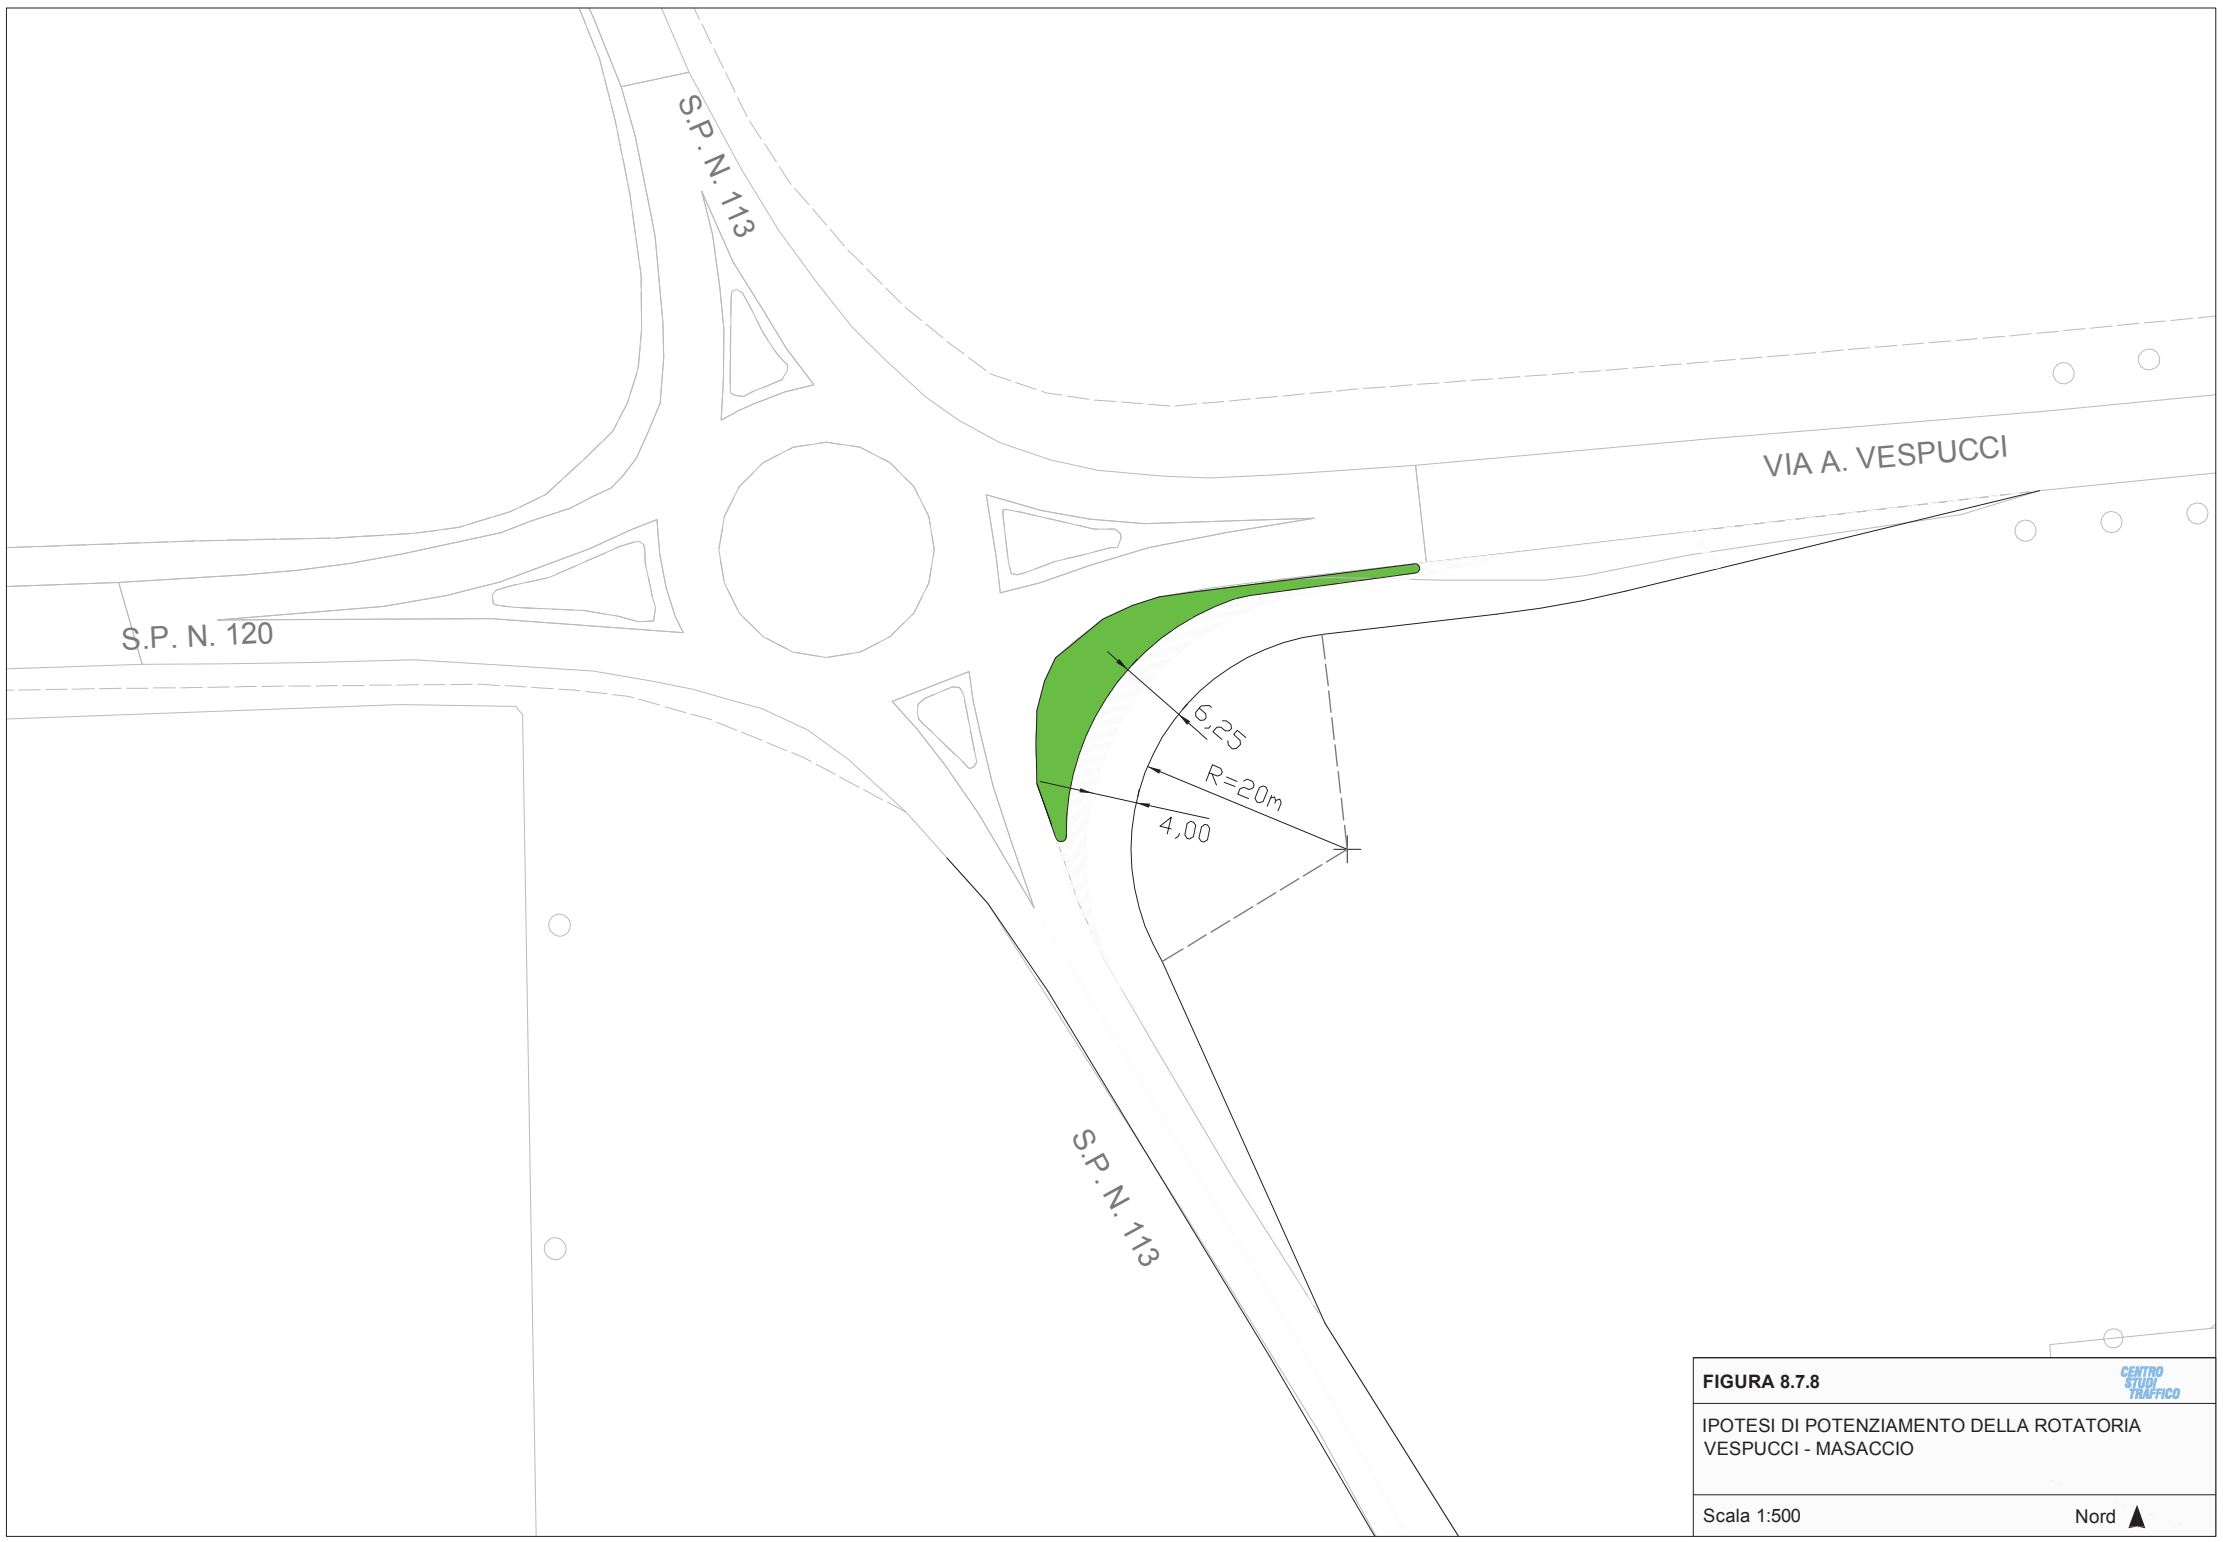 S.P. N. 113
VIA A. VESPUCCI
S.P. N. 120
6,25
R=20m
4,00
S.P. N. 113
FIGURA 8.7.8
CENTRO
STUDI
TRAFFICO
IPOTESI DI POTENZIAMENTO DELLA ROTATORIA
VESPUCCI - MASACCIO
Scala 1:500
Nord